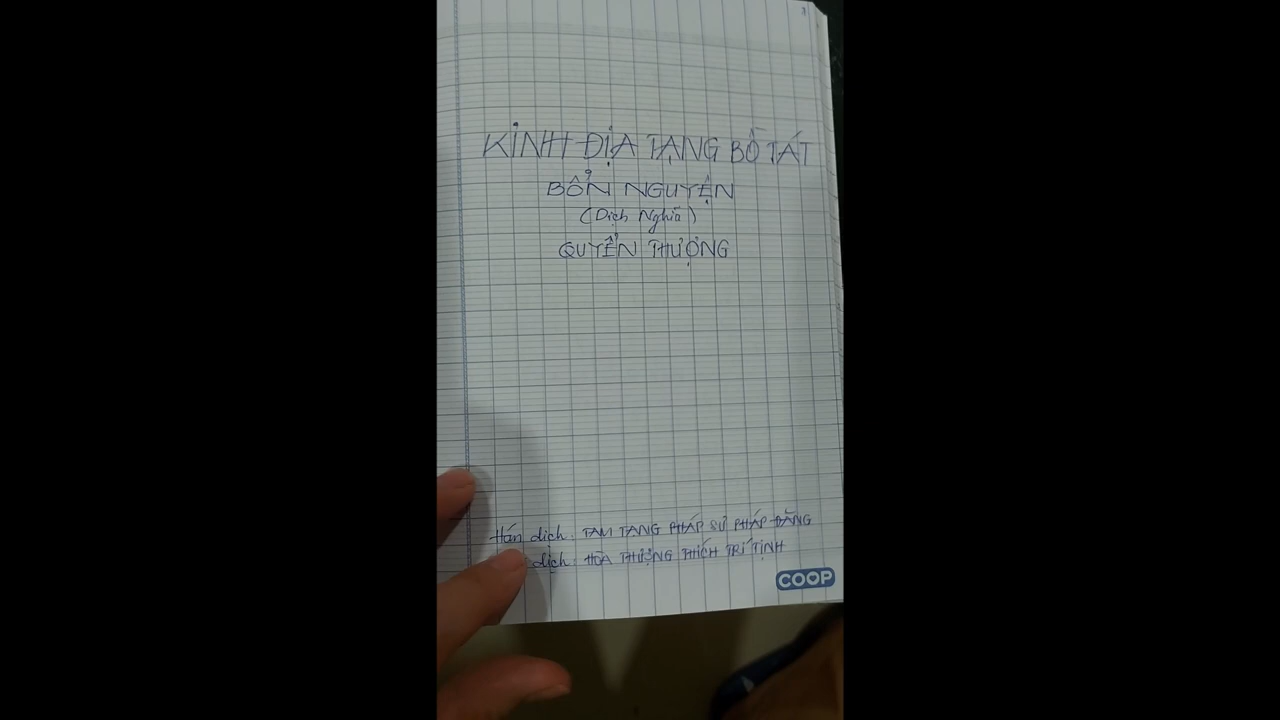 KINH ĐỊA TẠNG BỒ TÁT
BỔN NGUYỆN
(Dịch Nghĩa)
QUYỂN THƯỢNG
Hán dịch: TAM TẠNG PHÁP SƯ PHÁP ĐĂNG
dịch: HÒA THƯỢNG THÍCH TRÍ TỊNH
COOP